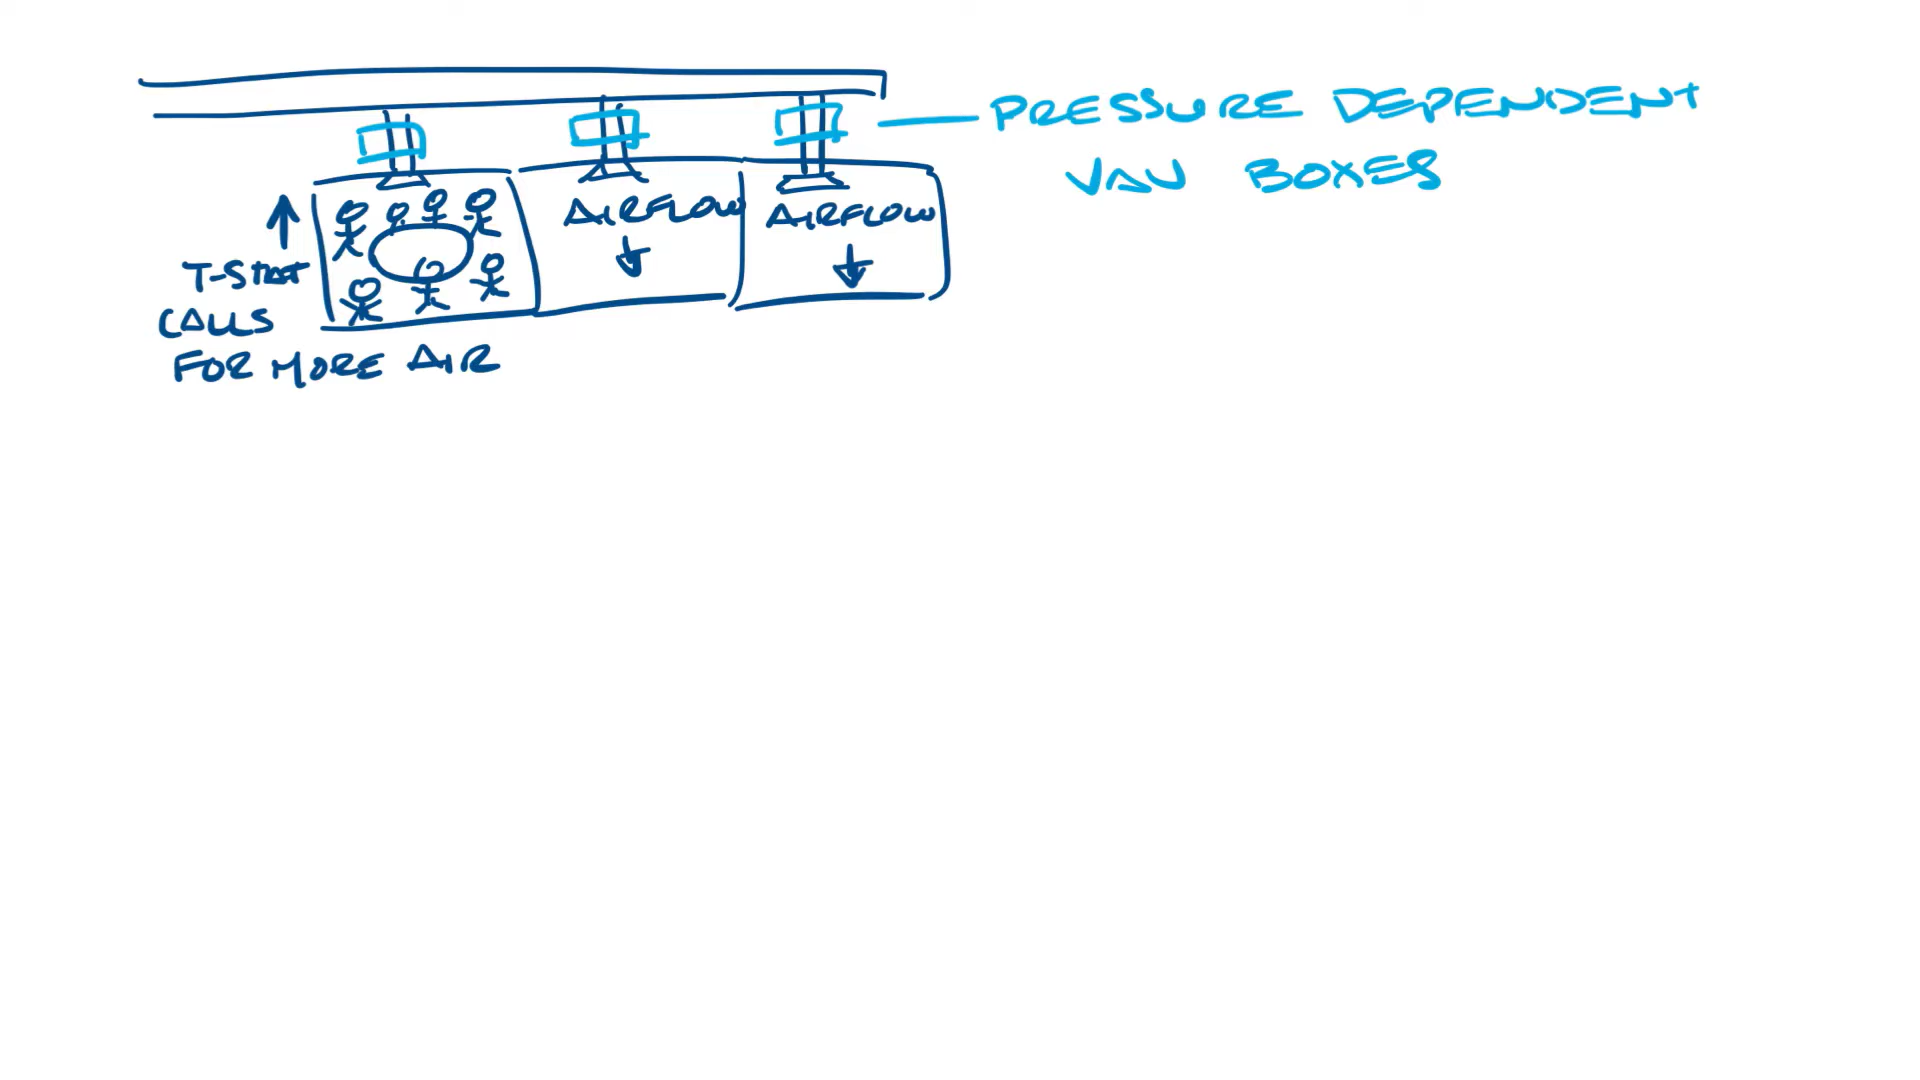 PRESSURE DEPENDENT
VAV BOXES
AIRFLOW
AIRFLOW
T-STAT
CALLS
FOR MORE AIR